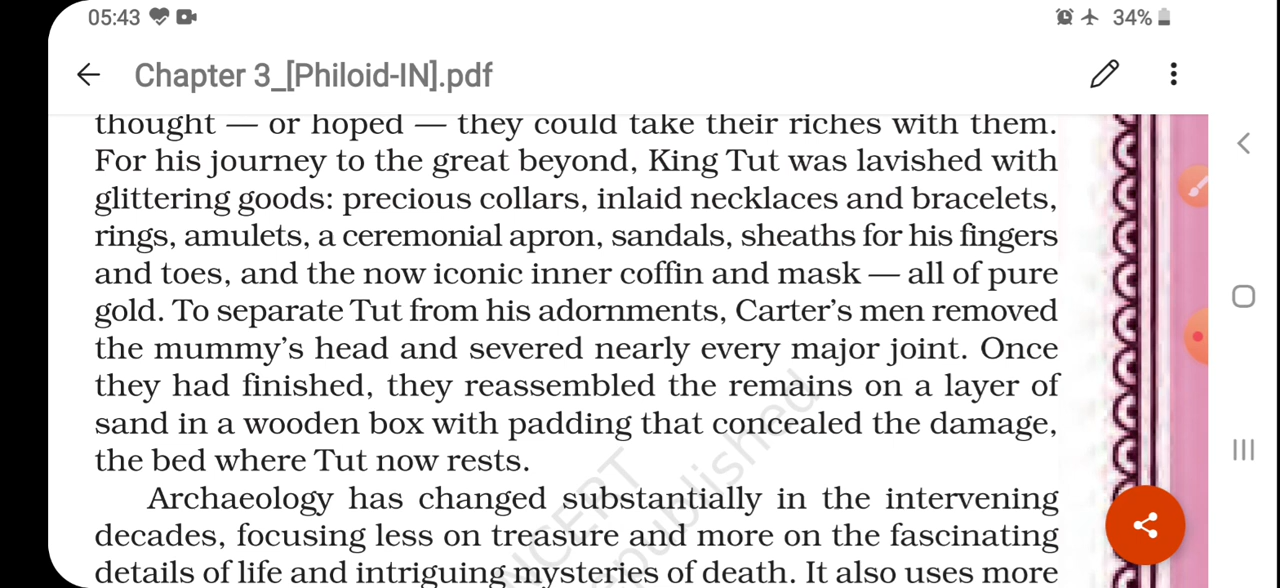 05:43
34%
Chapter 3_[Philoid-IN].pdf
thought — or hoped — they could take their riches with them.
For his journey to the great beyond, King Tut was lavished with
glittering goods: precious collars, inlaid necklaces and bracelets,
rings, amulets, a ceremonial apron, sandals, sheaths for his fingers
and toes, and the now iconic inner coffin and mask — all of pure
gold. To separate Tut from his adornments, Carter’s men removed
the mummy’s head and severed nearly every major joint. Once
they had finished, they reassembled the remains on a layer of
sand in a wooden box with padding that concealed the damage,
the bed where Tut now rests.
Archaeology has changed substantially in the intervening
decades, focusing less on treasure and more on the fascinating
details of life and intriguing mysteries of death. It also uses more
NCERT